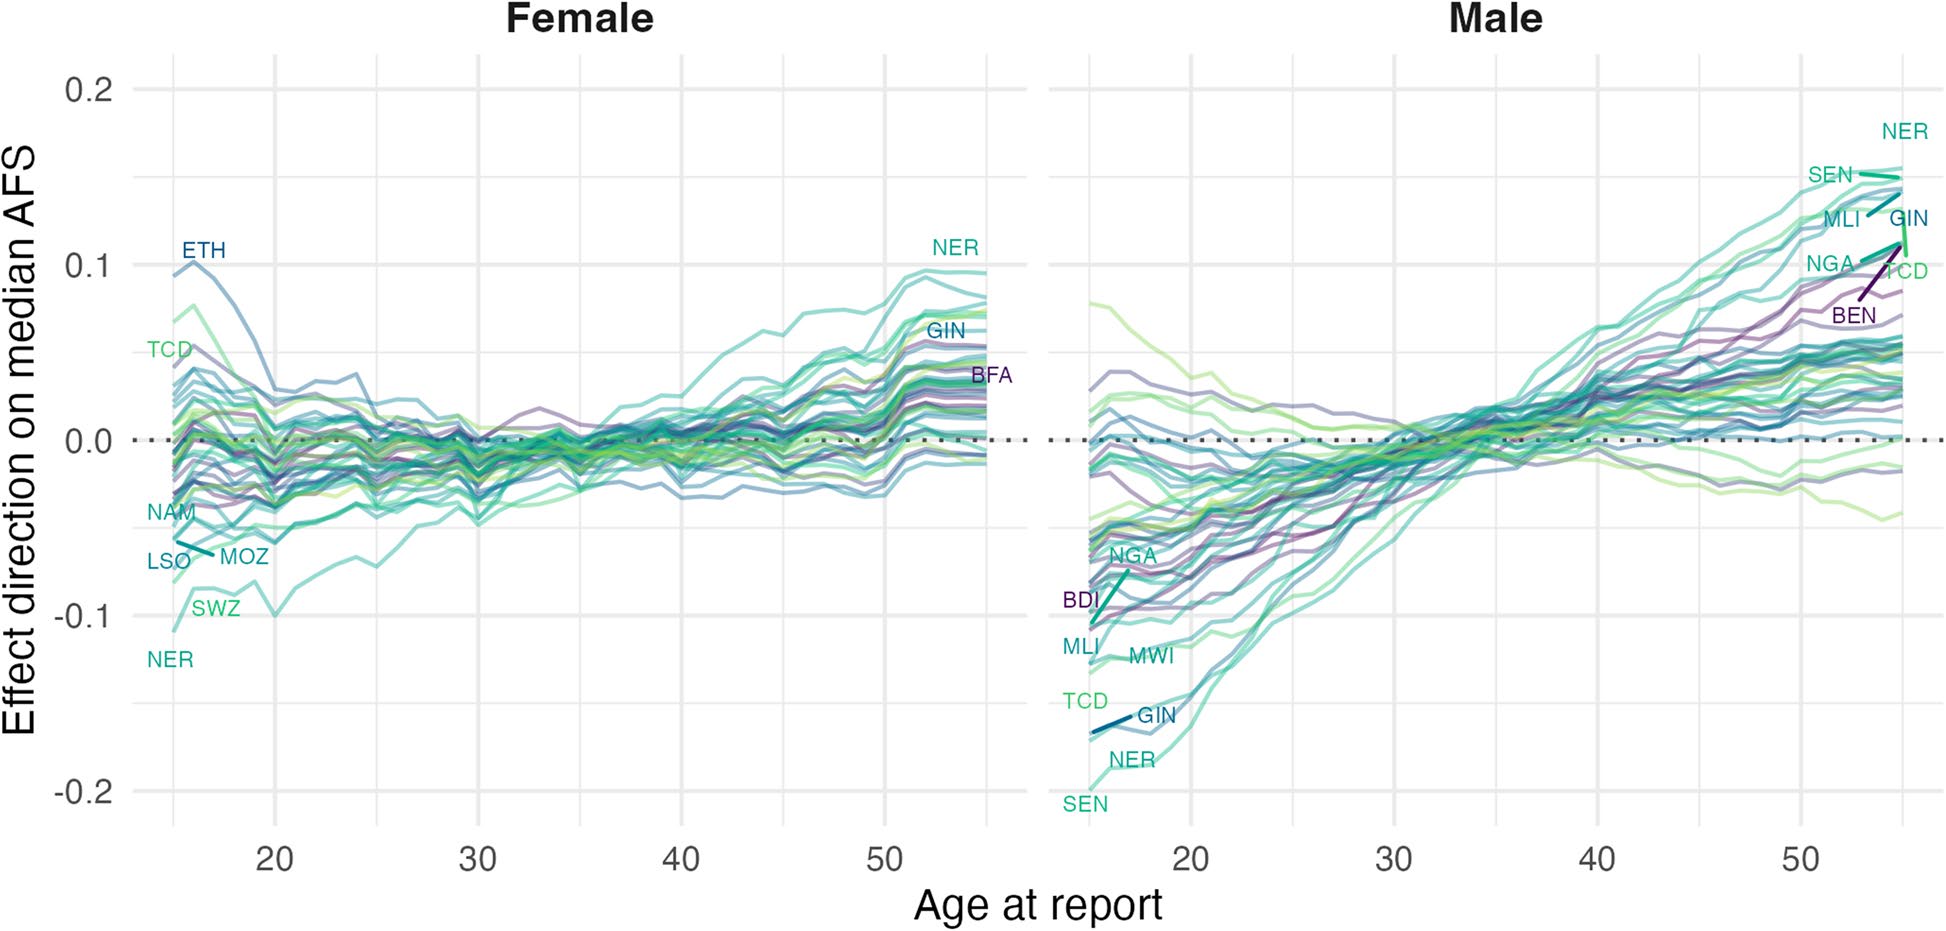 Female
Male
Effect direction on median AFS
0.2
0.1
0.0
-0.1
-0.2
ETH
TCD
NAM
LSO
MOZ
SWZ
NER
NER
GIN
BFA
NER
SEN
MLI
GIN
NGA
TCD
BEN
NGA
BDI
MLI
MWI
TCD
GIN
NER
SEN
20
30
40
50
20
30
40
50
Age at report